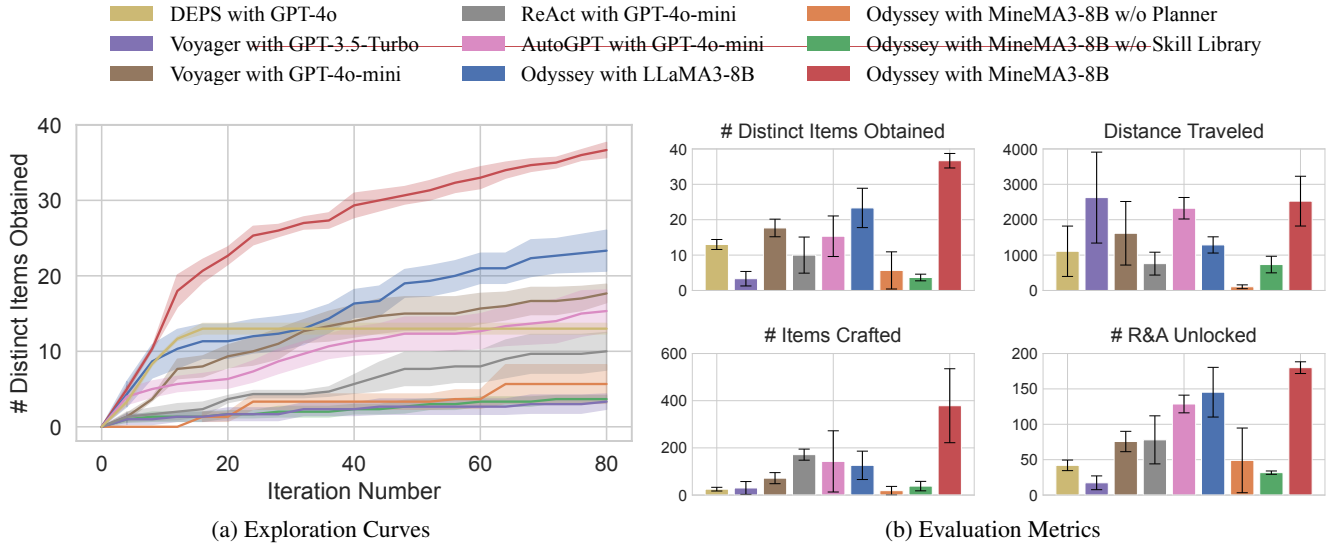 DEPS with GPT-4o
ReAct with GPT-4o-mini
Odyssey with MineMA3-8B w/o Planner
Voyager with GPT-3.5-Turbo
AutoGPT with GPT-4o-mini
Odyssey with MineMA3-8B w/o Skill Library
Voyager with GPT-4o-mini
Odyssey with LLaMA3-8B
Odyssey with MineMA3-8B
# Distinct Items Obtained
40
30
20
10
0
0
20
40
60
80
Iteration Number
(a) Exploration Curves
# Distinct Items Obtained
40
30
20
10
0
Distance Traveled
4000
3000
2000
1000
0
# Items Crafted
600
400
200
0
# R&A Unlocked
200
150
100
50
0
(b) Evaluation Metrics